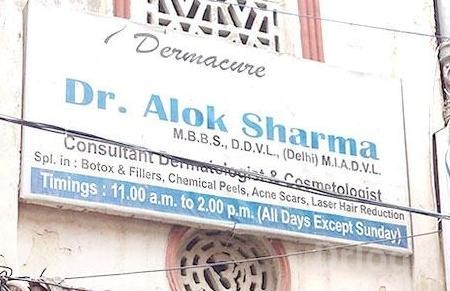 Dermacure
Dr. Alok Sharma
M.B.B.S., D.D.V.L., (Delhi) M.I.A.D.V.L.
Consultant Dermatologist & Cosmetologist
Spl. in : Botox & Fillers, Chemical Peels, Acne Scars, Laser Hair Reduction
Timings : 11.00 a.m. to 2.00 p.m. (All Days Except Sunday)